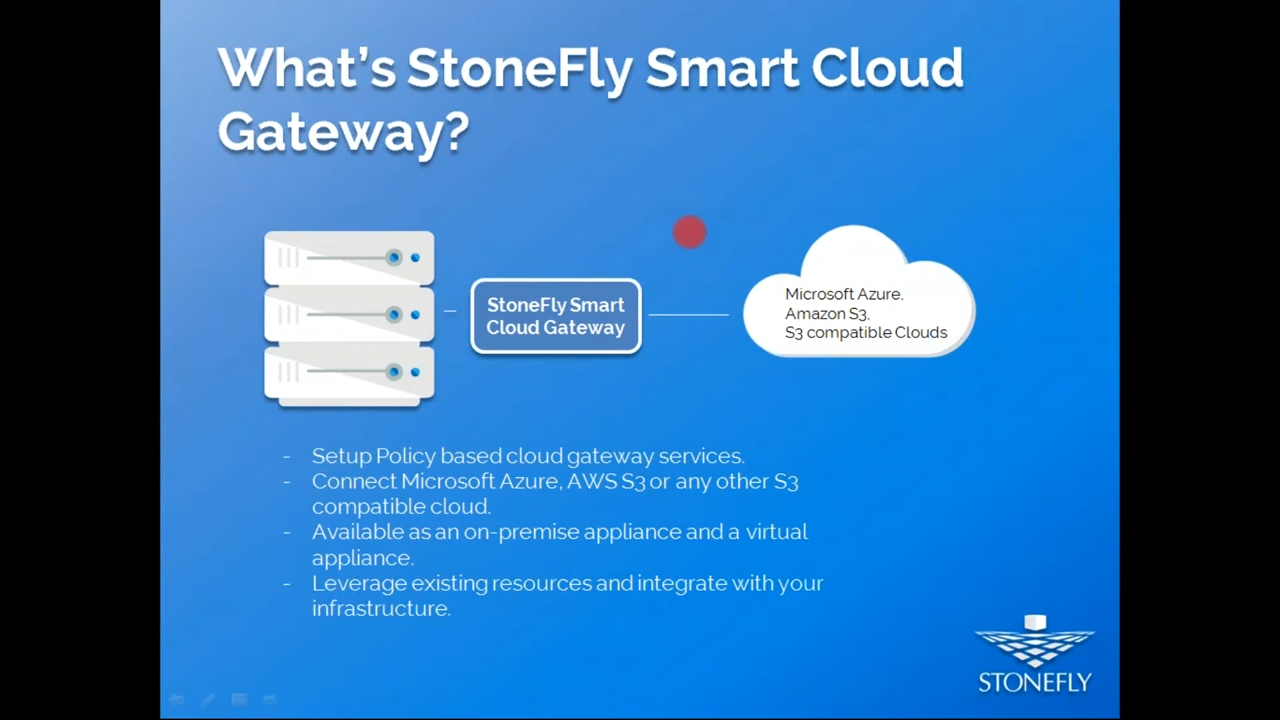 What's StoneFly Smart Cloud
Gateway?
StoneFly Smart
Cloud Gateway
Microsoft Azure,
Amazon S3,
S3 compatible Clouds
- Setup Policy based cloud gateway services.
- Connect Microsoft Azure, AWS S3 or any other S3
compatible cloud.
- Available as an on-premise appliance and a virtual
appliance.
- Leverage existing resources and integrate with your
infrastructure.
STONEFLY